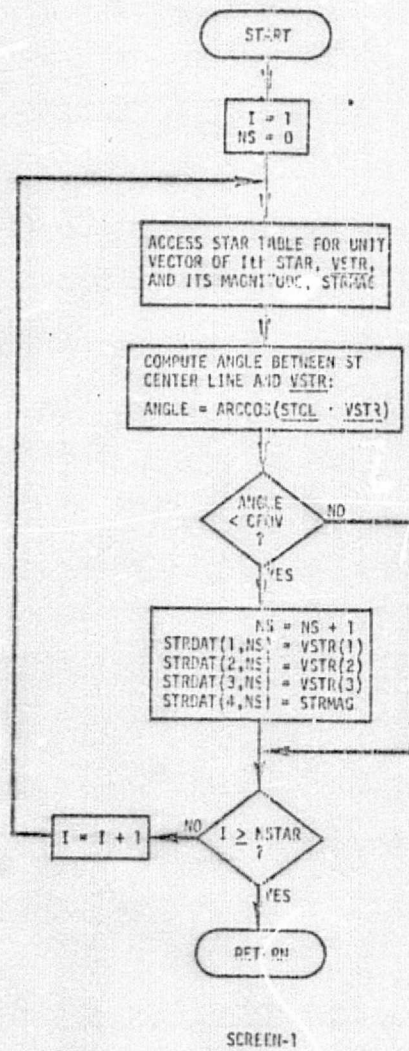 START
I = 1
NS = 0
ACCESS STAR TABLE FOR UNIT
VECTOR OF Ith STAR, VSTR,
AND ITS MAGNITUDE, STRMAG
COMPUTE ANGLE BETWEEN ST
CENTER LINE AND VSTR:
ANGLE = ARCCOS(STCL · VSTR)
ANGLE
< CFOV
?
NO
YES
NS = NS + 1
STRDAT(1,NS) = VSTR(1)
STRDAT(2,NS) = VSTR(2)
STRDAT(3,NS) = VSTR(3)
STRDAT(4,NS) = STRMAG
I ≥ NSTAR
?
NO
I = I + 1
YES
RETURN
SCREEN-1